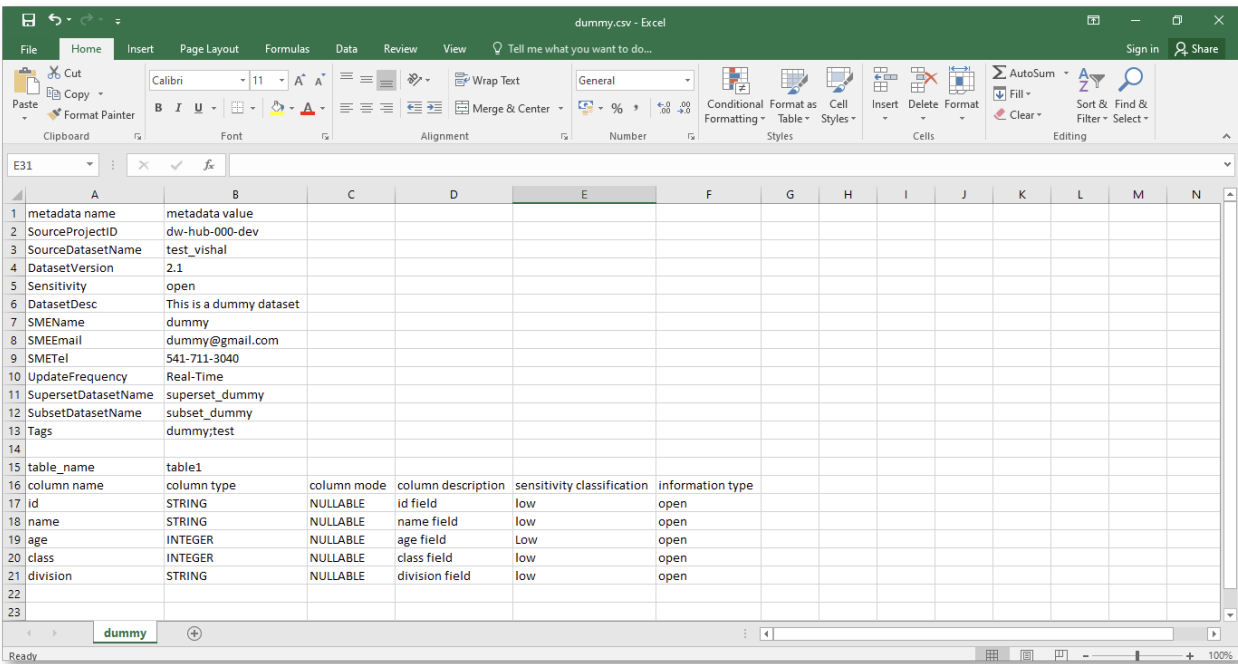 dummy.csv - Excel
File Home Insert Page Layout Formulas Data Review View Tell me what you want to do... Sign in Share
Cut
Copy
Format Painter
Paste
Clipboard
Calibri 11 A A
B I U A
Font
Wrap Text
Merge & Center
Alignment
General
% , .0 .00 .00 .0
Number
Conditional Formatting
Format as Table
Cell Styles
Styles
Insert Delete Format
Cells
AutoSum
Fill
Clear
Sort & Filter
Find & Select
Editing
E31 fx
A B C D E F G H I J K L M N
1 metadata name metadata value
2 SourceProjectID dw-hub-000-dev
3 SourceDatasetName test_vishal
4 DatasetVersion 2.1
5 Sensitivity open
6 DatasetDesc This is a dummy dataset
7 SMEName dummy
8 SMEEmail dummy@gmail.com
9 SMETel 541-711-3040
10 UpdateFrequency Real-Time
11 SupersetDatasetName superset_dummy
12 SubsetDatasetName subset_dummy
13 Tags dummy;test
14
15 table_name table1
16 column name column type column mode column description sensitivity classification information type
17 id STRING NULLABLE id field low open
18 name STRING NULLABLE name field low open
19 age INTEGER NULLABLE age field Low open
20 class INTEGER NULLABLE class field low open
21 division STRING NULLABLE division field low open
22
23
dummy
Ready 100%